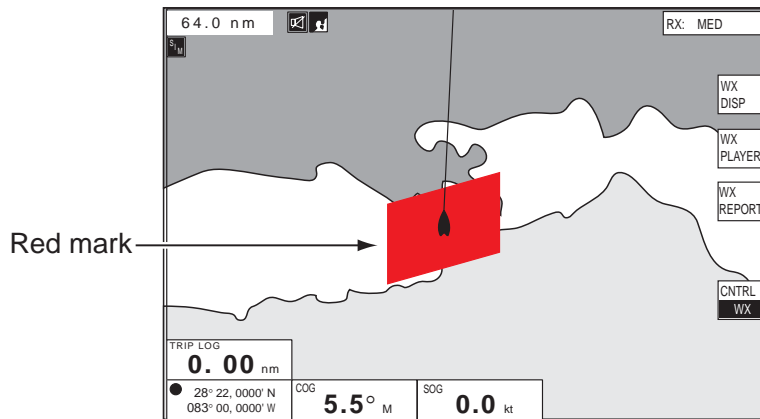 64.0 nm
SIM
RX: MED
WX
DISP
WX
PLAYER
WX
REPORT
Red mark
CNTRL
WX
TRIP LOG
0.00 nm
28° 22, 0000' N
083° 00, 0000' W
COG
5.5° M
SOG
0.0 kt